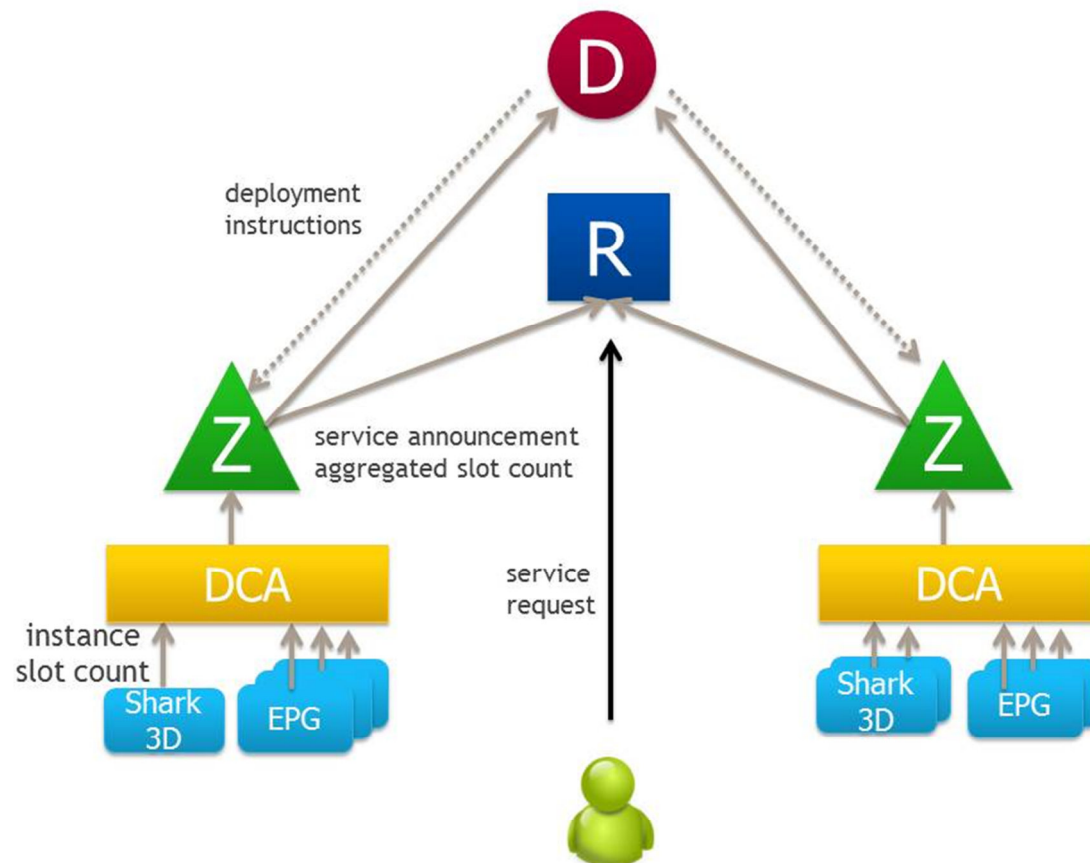 D
deployment
instructions
R
Z
Z
service announcement
aggregated slot count
DCA
DCA
service
request
instance
slot count
Shark
3D
EPG
Shark
3D
EPG